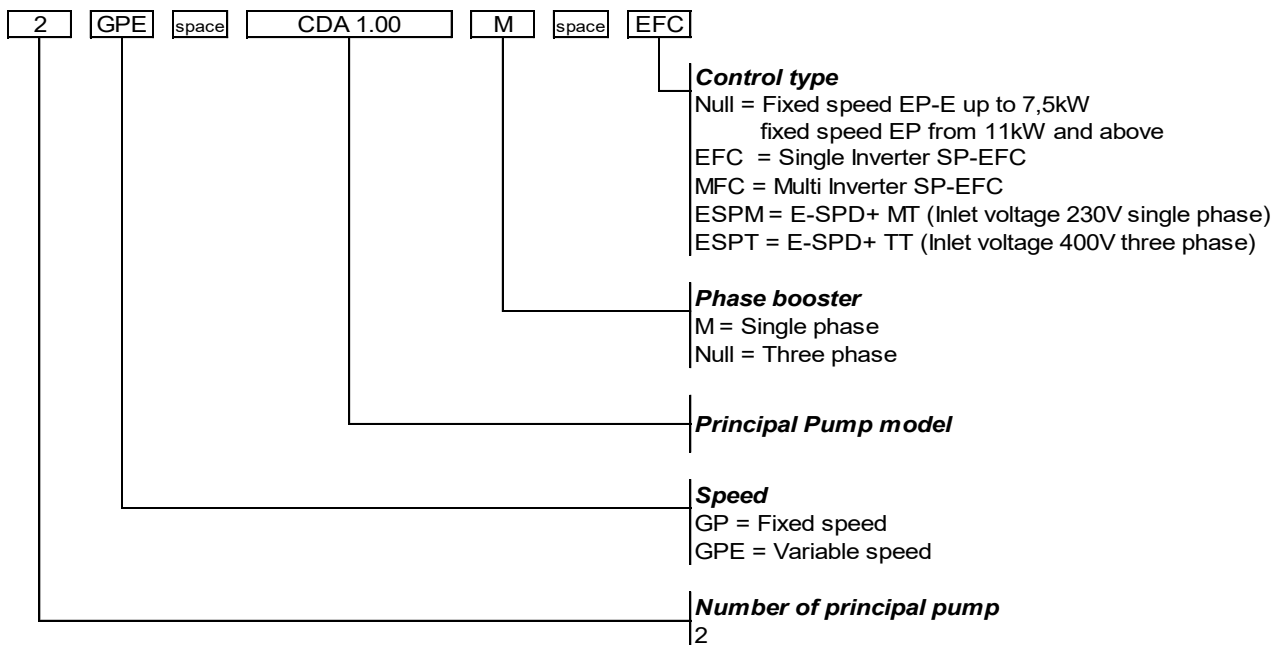 2 GPE space CDA 1.00 M space EFC
Control type
Null = Fixed speed EP-E up to 7,5kW
fixed speed EP from 11kW and above
EFC = Single Inverter SP-EFC
MFC = Multi Inverter SP-EFC
ESPM = E-SPD+ MT (Inlet voltage 230V single phase)
ESPT = E-SPD+ TT (Inlet voltage 400V three phase)
Phase booster
M = Single phase
Null = Three phase
Principal Pump model
Speed
GP = Fixed speed
GPE = Variable speed
Number of principal pump
2